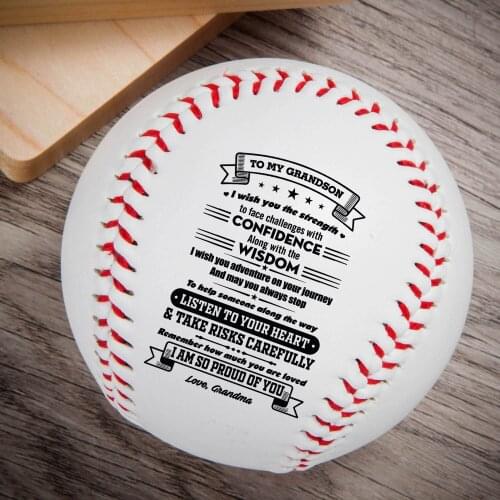 TO MY GRANDSON
I wish you the strength
to face challenges with
CONFIDENCE
Along with the
WISDOM
I wish you adventure on your journey
And may you always stop
To help someone along the way
LISTEN TO YOUR HEART
& TAKE RISKS CAREFULLY
Remember how much you are loved
I AM SO PROUD OF YOU
Love, Grandma